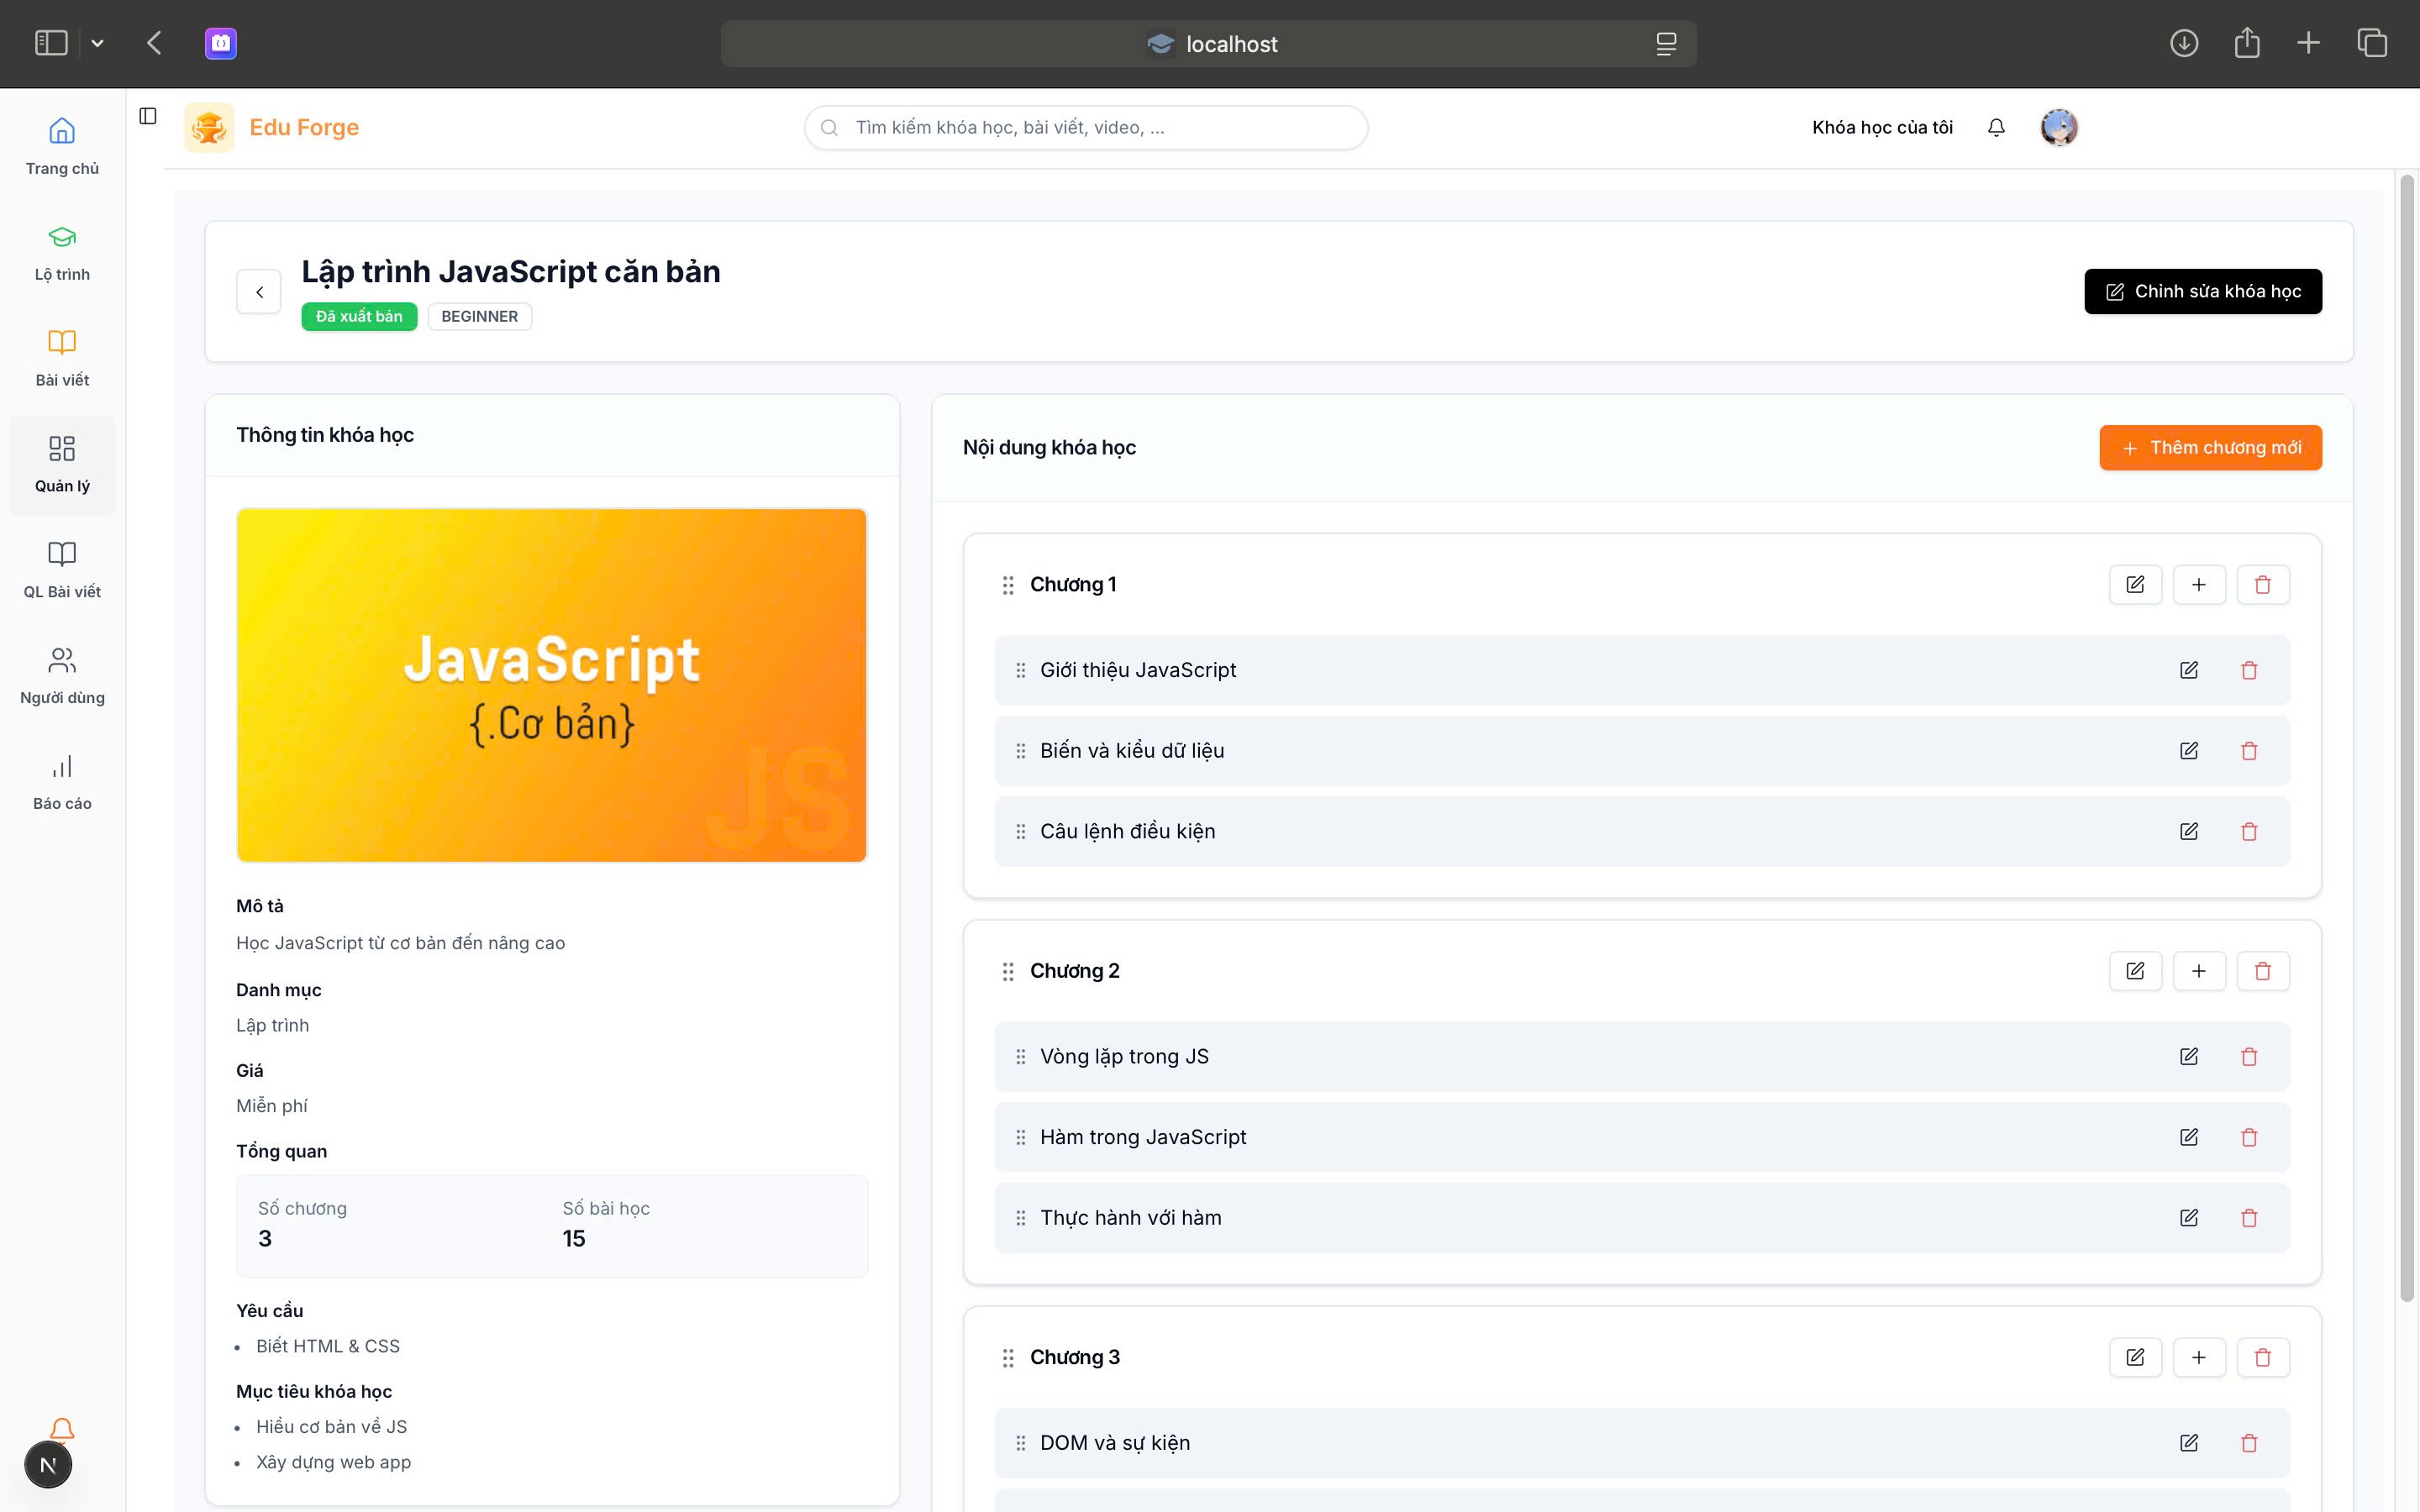 localhost
Trang chủ
Lộ trình
Bài viết
Quản lý
QL Bài viết
Người dùng
Báo cáo
N
Edu Forge
Tìm kiếm khóa học, bài viết, video, ...
Khóa học của tôi
Lập trình JavaScript căn bản
Đã xuất bản
BEGINNER
Chỉnh sửa khóa học
Thông tin khóa học
JavaScript
{.Cơ bản}
JS
Mô tả
Học JavaScript từ cơ bản đến nâng cao
Danh mục
Lập trình
Giá
Miễn phí
Tổng quan
Số chương
3
Số bài học
15
Yêu cầu
• Biết HTML & CSS
Mục tiêu khóa học
• Hiểu cơ bản về JS
• Xây dựng web app
Nội dung khóa học
Thêm chương mới
Chương 1
Giới thiệu JavaScript
Biến và kiểu dữ liệu
Câu lệnh điều kiện
Chương 2
Vòng lặp trong JS
Hàm trong JavaScript
Thực hành với hàm
Chương 3
DOM và sự kiện